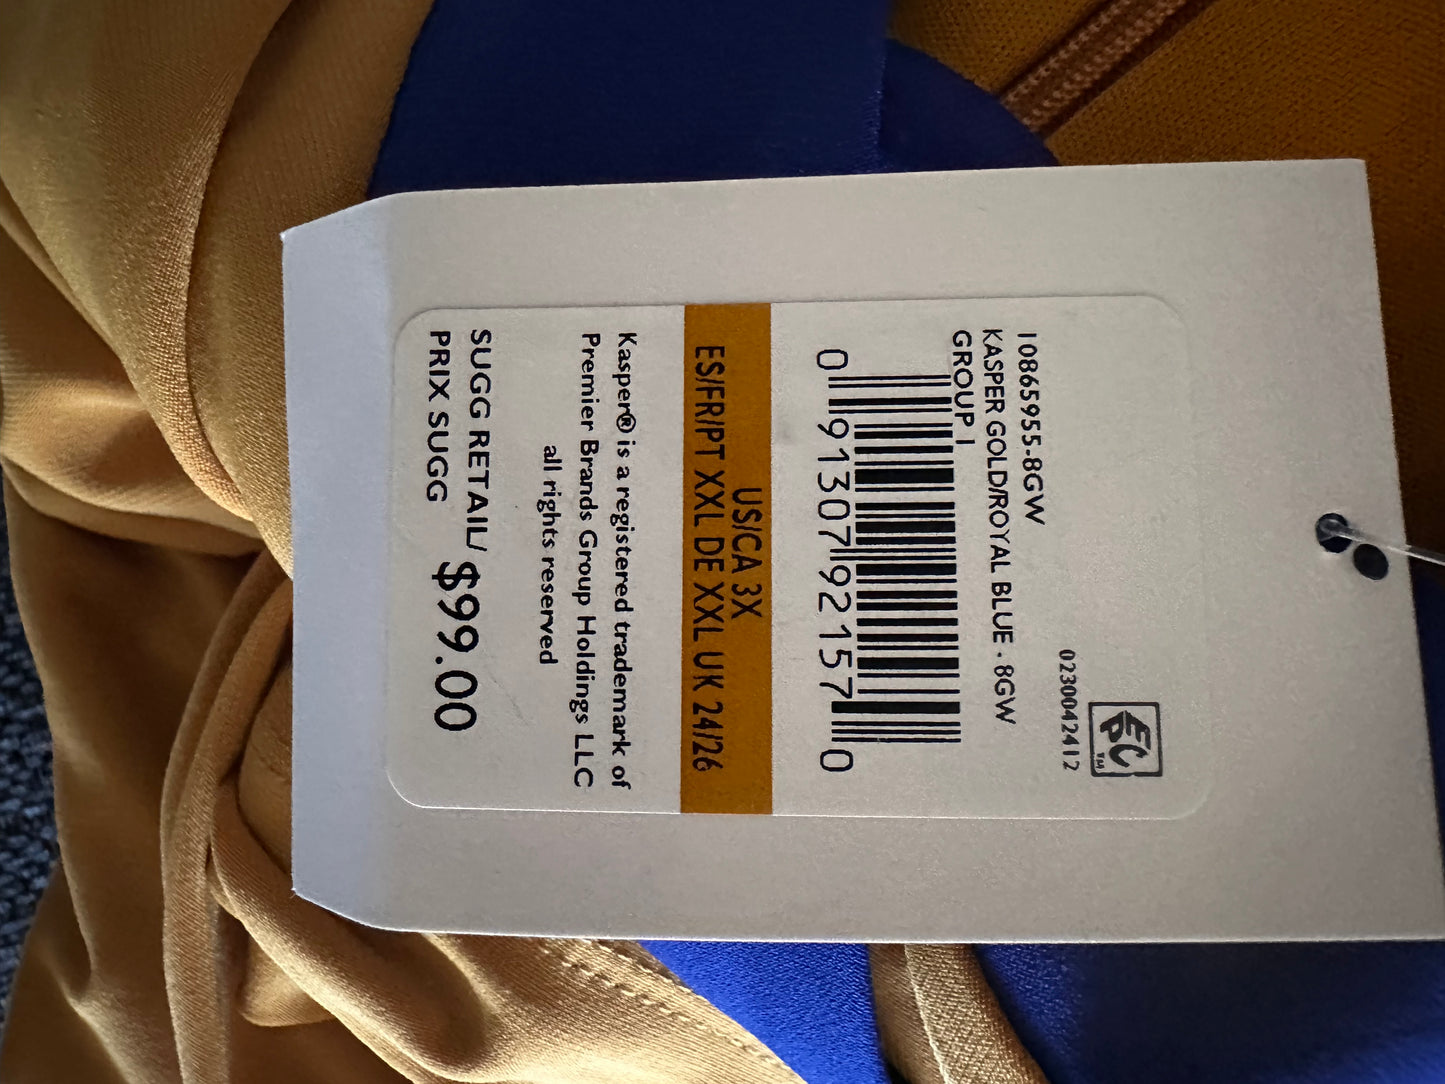 EPC™
0230042412
10865955-8GW
KASPER GOLD/ROYAL BLUE - 8GW
GROUP 1
0 91307 92157 0
US/CA 3X
ES/FR/PT XXL DE XXL UK 24/26
Kasper® is a registered trademark of
Premier Brands Group Holdings LLC
all rights reserved
SUGG RETAIL/ $99.00
PRIX SUGG